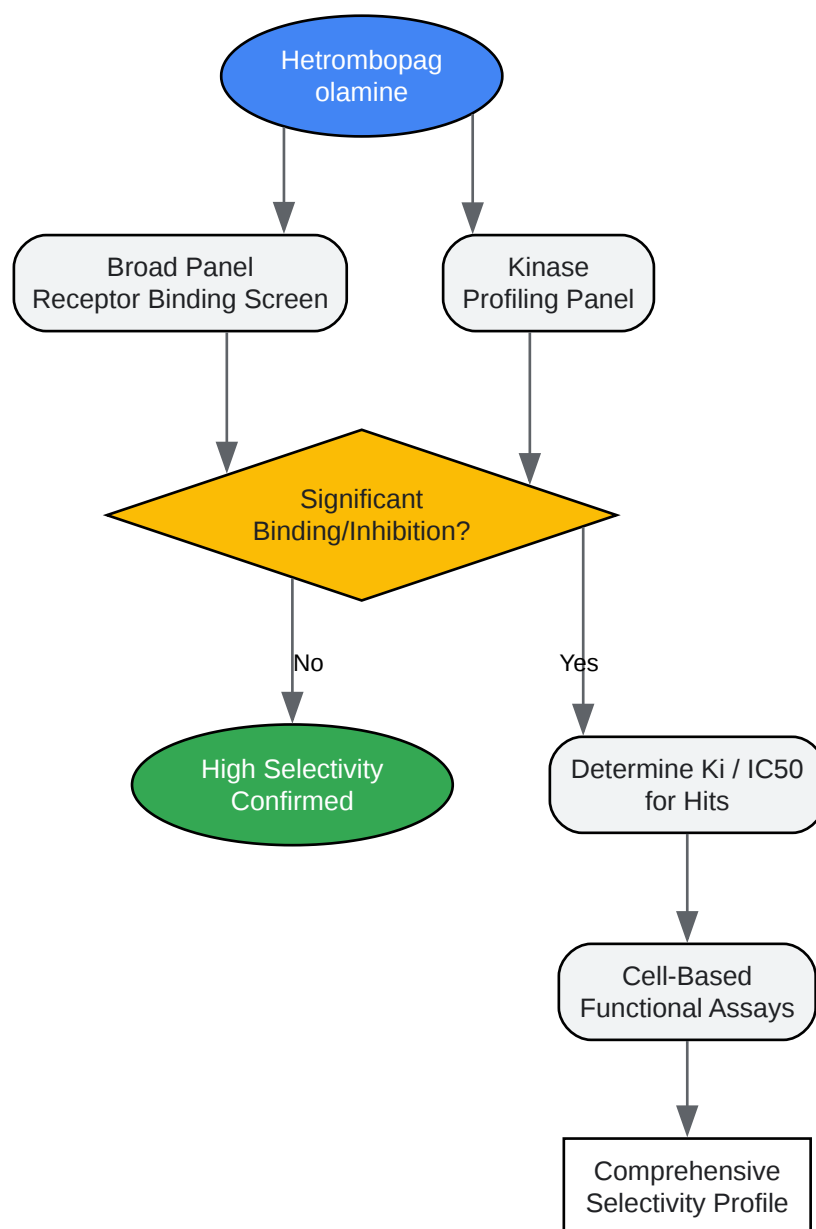 Hetrombopag
olamine
Broad Panel
Receptor Binding Screen
Kinase
Profiling Panel
Significant
Binding/Inhibition?
No
Yes
High Selectivity
Confirmed
Determine Ki / IC50
for Hits
Cell-Based
Functional Assays
Comprehensive
Selectivity Profile